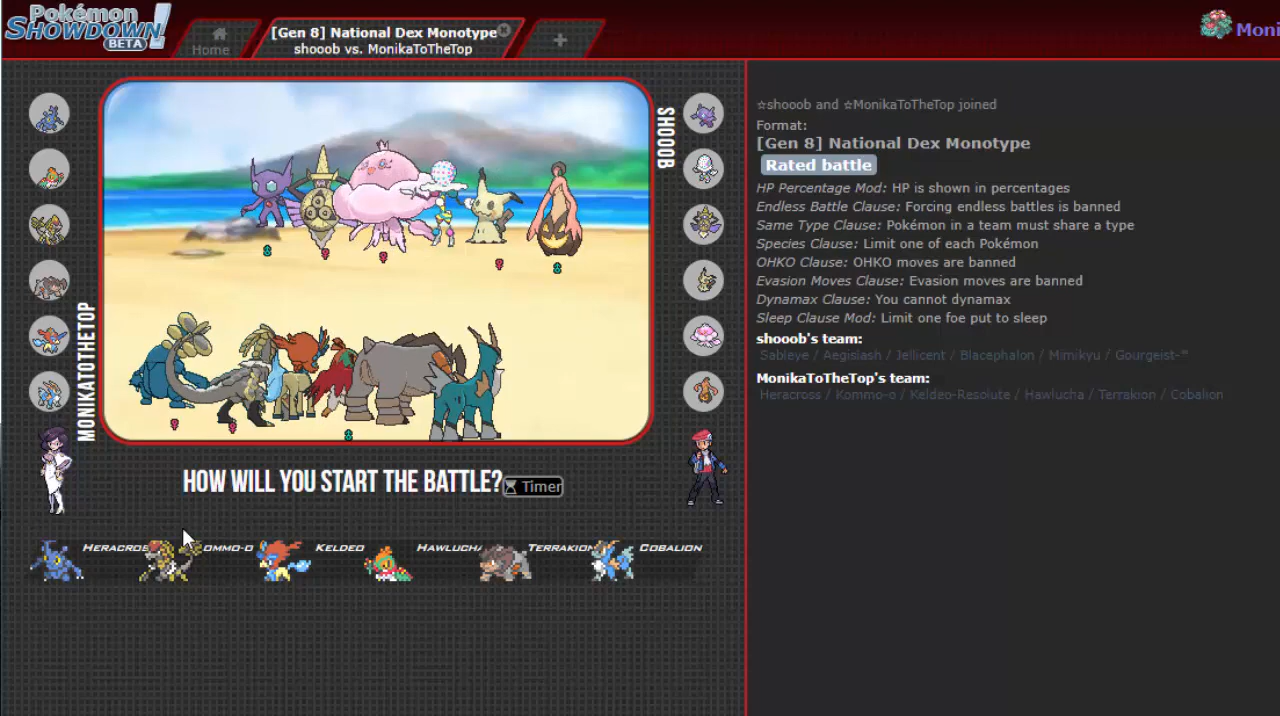 Pokémon
SHOWDOWN!
BETA
Home
[Gen 8] National Dex Monotype
shooob vs. MonikaToTheTop
Moni
SHOOOB
MONIKATOTHETOP
HOW WILL YOU START THE BATTLE?
Timer
HERACROS
OMMO-O
KELDEO
HAWLUCHA
TERRAKION
COBALION
☆shooob and ☆MonikaToTheTop joined
Format:
[Gen 8] National Dex Monotype
Rated battle
HP Percentage Mod: HP is shown in percentages
Endless Battle Clause: Forcing endless battles is banned
Same Type Clause: Pokémon in a team must share a type
Species Clause: Limit one of each Pokémon
OHKO Clause: OHKO moves are banned
Evasion Moves Clause: Evasion moves are banned
Dynamax Clause: You cannot dynamax
Sleep Clause Mod: Limit one foe put to sleep
shooob's team:
Sableye / Aegislash / Jellicent / Blacephalon / Mimikyu / Gourgeist-*
MonikaToTheTop's team:
Heracross / Kommo-o / Keldeo-Resolute / Hawlucha / Terrakion / Cobalion